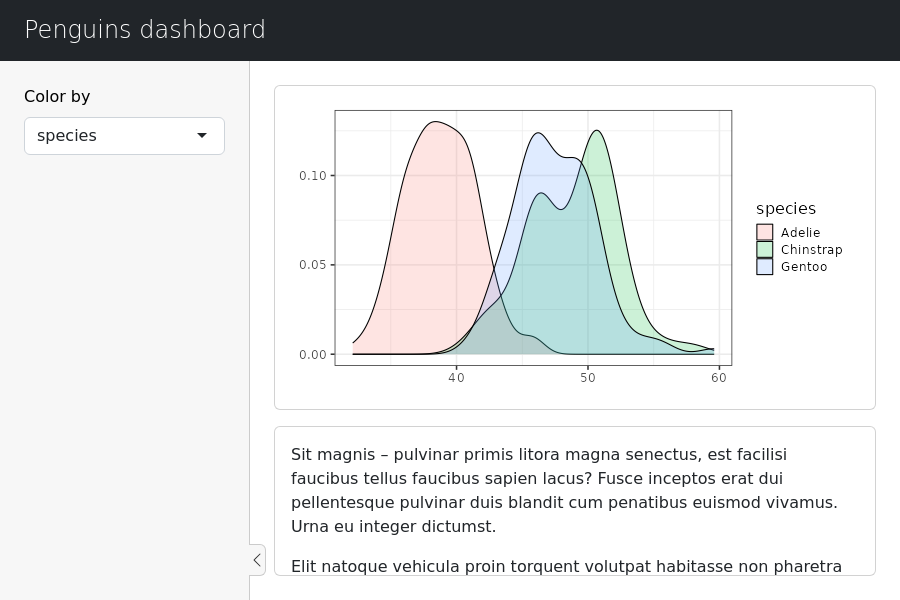 Penguins dashboard
Color by
species
0.10
0.05
0.00
40
50
60
species
Adelie
Chinstrap
Gentoo
Sit magnis – pulvinar primis litora magna senectus, est facilisi
faucibus tellus faucibus sapien lacus? Fusce inceptos erat dui
pellentesque pulvinar duis blandit cum penatibus euismod vivamus.
Urna eu integer dictumst.
Elit natoque vehicula proin torquent volutpat habitasse non pharetra